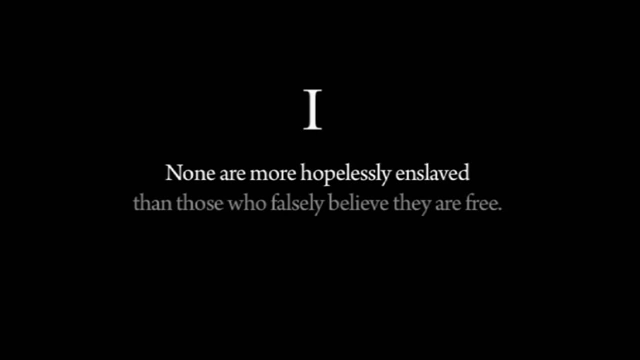 I
None are more hopelessly enslaved
than those who falsely believe they are free.